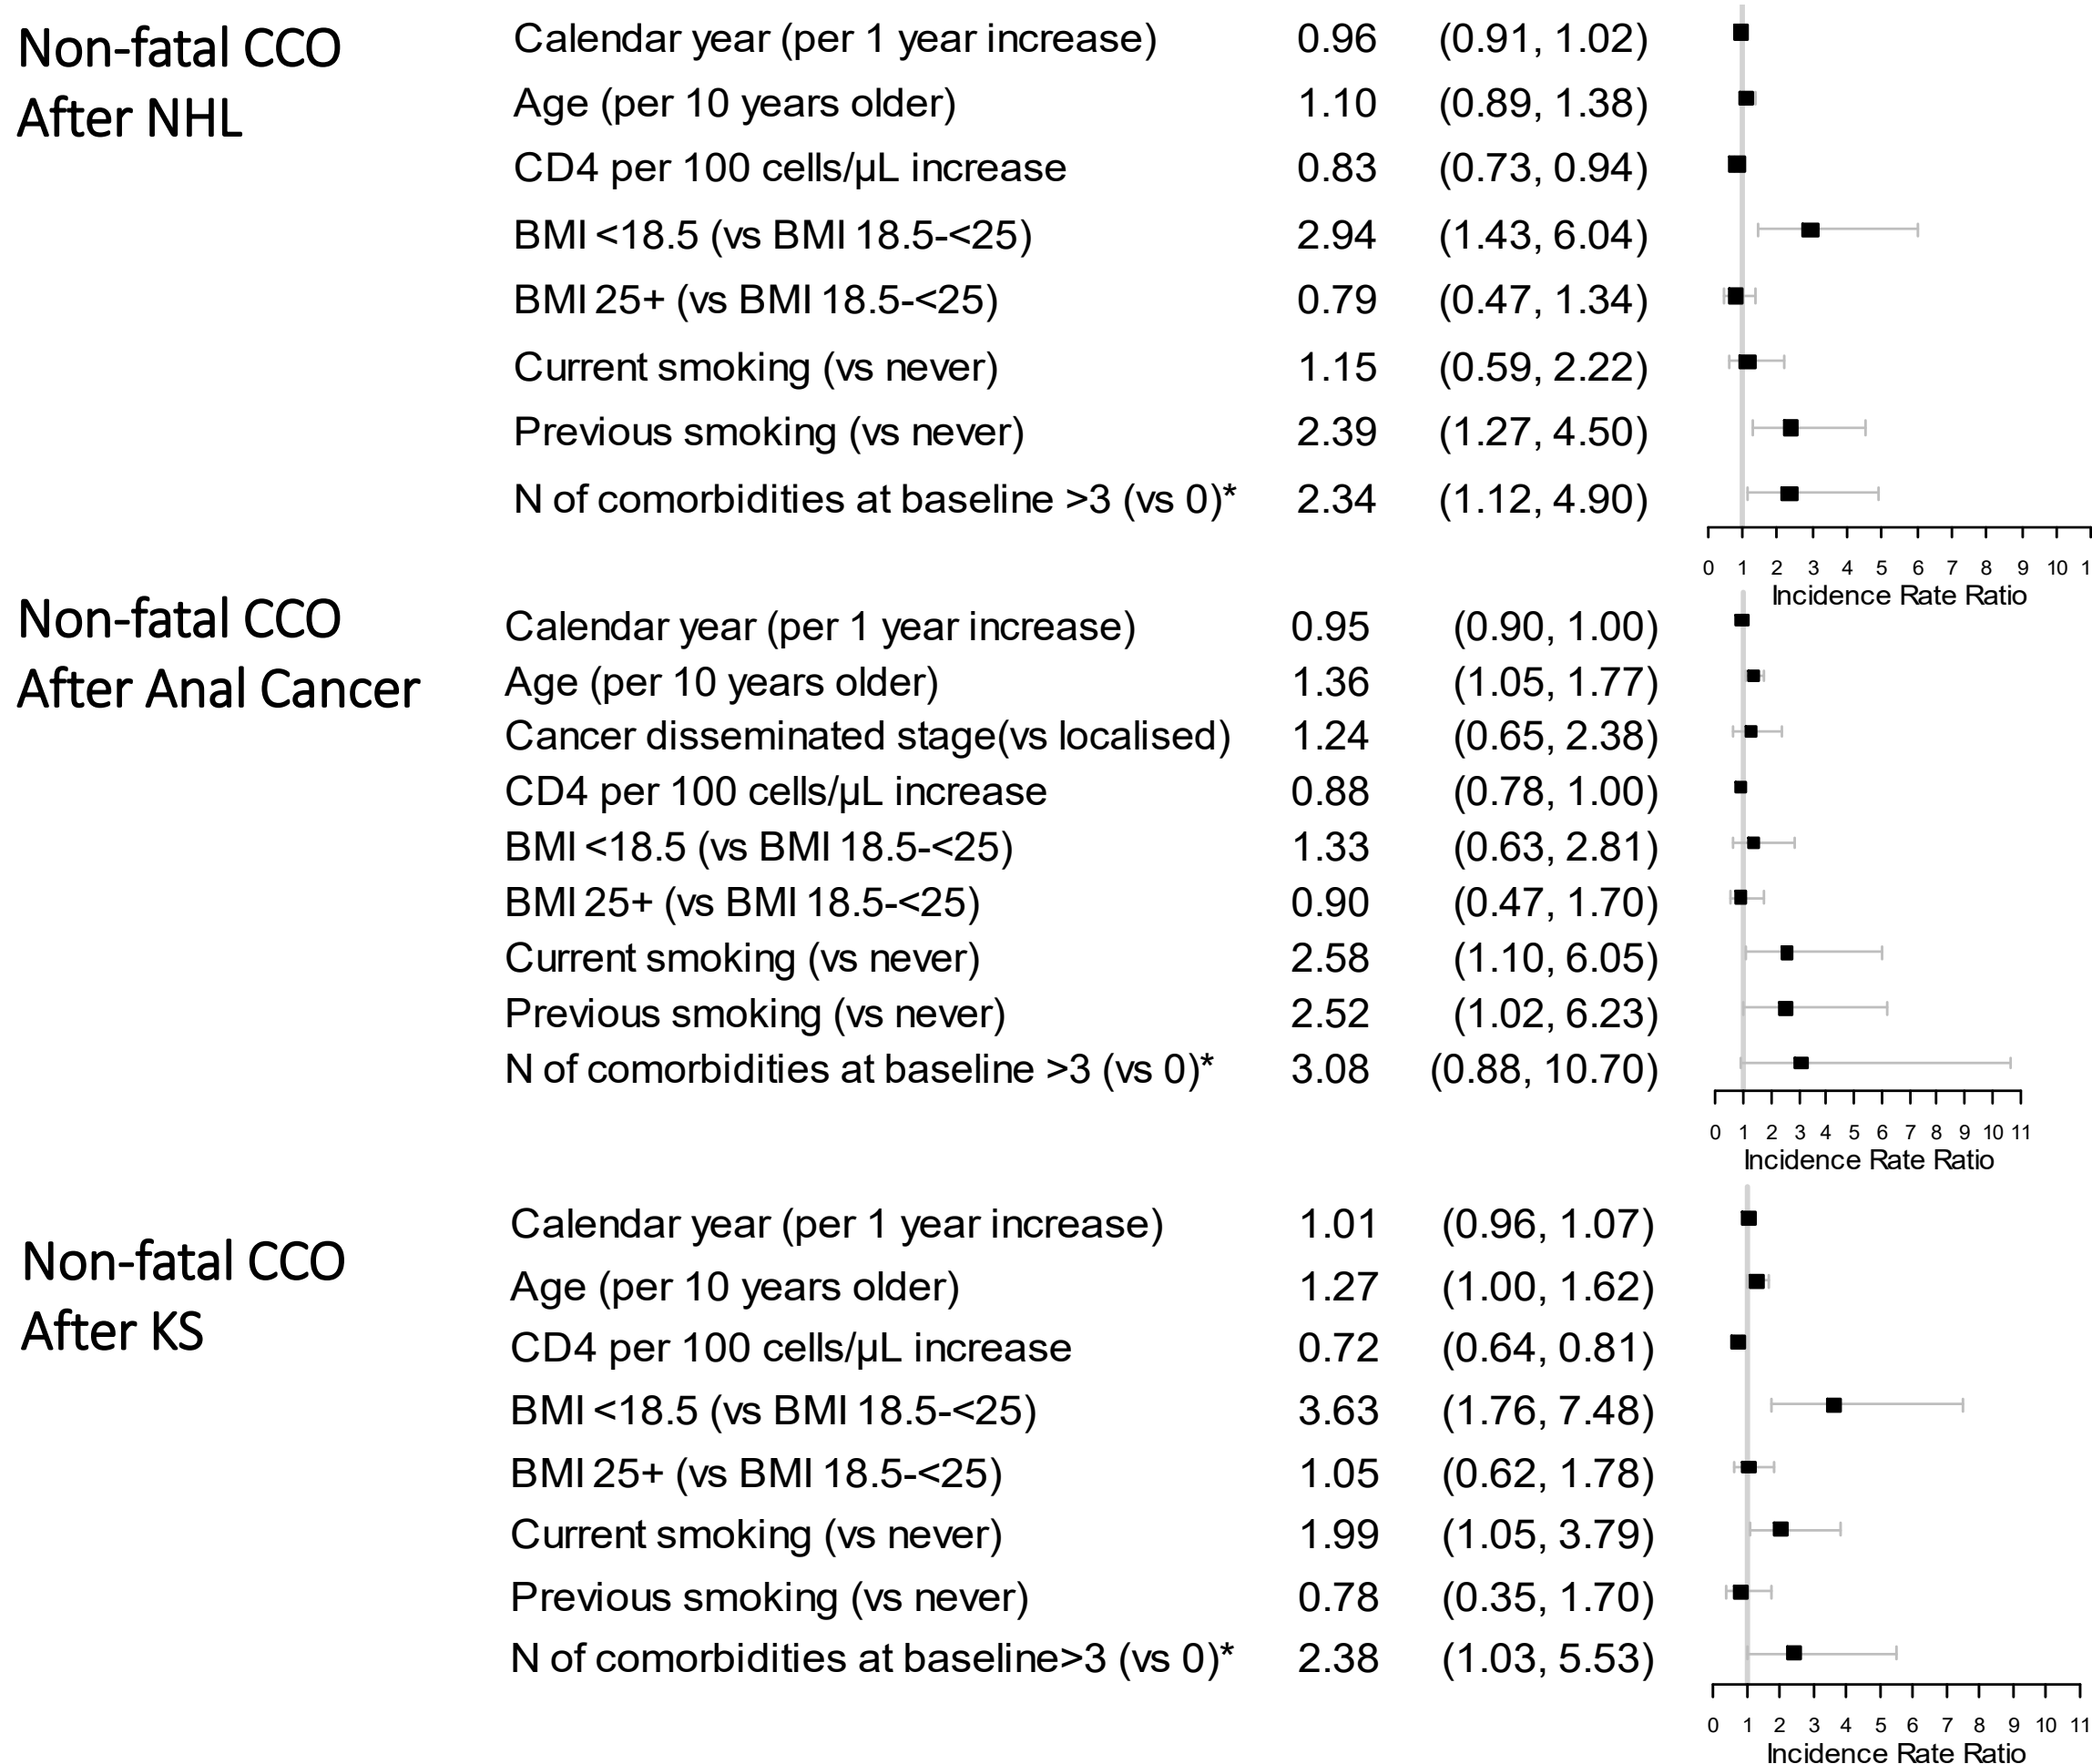 Non-fatal CCO
After NHL
Calendar year (per 1 year increase) 0.96 (0.91, 1.02)
Age (per 10 years older) 1.10 (0.89, 1.38)
CD4 per 100 cells/µL increase 0.83 (0.73, 0.94)
BMI <18.5 (vs BMI 18.5-<25) 2.94 (1.43, 6.04)
BMI 25+ (vs BMI 18.5-<25) 0.79 (0.47, 1.34)
Current smoking (vs never) 1.15 (0.59, 2.22)
Previous smoking (vs never) 2.39 (1.27, 4.50)
N of comorbidities at baseline >3 (vs 0)* 2.34 (1.12, 4.90)
0 1 2 3 4 5 6 7 8 9 10 1
Incidence Rate Ratio
Non-fatal CCO
After Anal Cancer
Calendar year (per 1 year increase) 0.95 (0.90, 1.00)
Age (per 10 years older) 1.36 (1.05, 1.77)
Cancer disseminated stage(vs localised) 1.24 (0.65, 2.38)
CD4 per 100 cells/µL increase 0.88 (0.78, 1.00)
BMI <18.5 (vs BMI 18.5-<25) 1.33 (0.63, 2.81)
BMI 25+ (vs BMI 18.5-<25) 0.90 (0.47, 1.70)
Current smoking (vs never) 2.58 (1.10, 6.05)
Previous smoking (vs never) 2.52 (1.02, 6.23)
N of comorbidities at baseline >3 (vs 0)* 3.08 (0.88, 10.70)
0 1 2 3 4 5 6 7 8 9 10 11
Incidence Rate Ratio
Non-fatal CCO
After KS
Calendar year (per 1 year increase) 1.01 (0.96, 1.07)
Age (per 10 years older) 1.27 (1.00, 1.62)
CD4 per 100 cells/µL increase 0.72 (0.64, 0.81)
BMI <18.5 (vs BMI 18.5-<25) 3.63 (1.76, 7.48)
BMI 25+ (vs BMI 18.5-<25) 1.05 (0.62, 1.78)
Current smoking (vs never) 1.99 (1.05, 3.79)
Previous smoking (vs never) 0.78 (0.35, 1.70)
N of comorbidities at baseline>3 (vs 0)* 2.38 (1.03, 5.53)
0 1 2 3 4 5 6 7 8 9 10 11
Incidence Rate Ratio